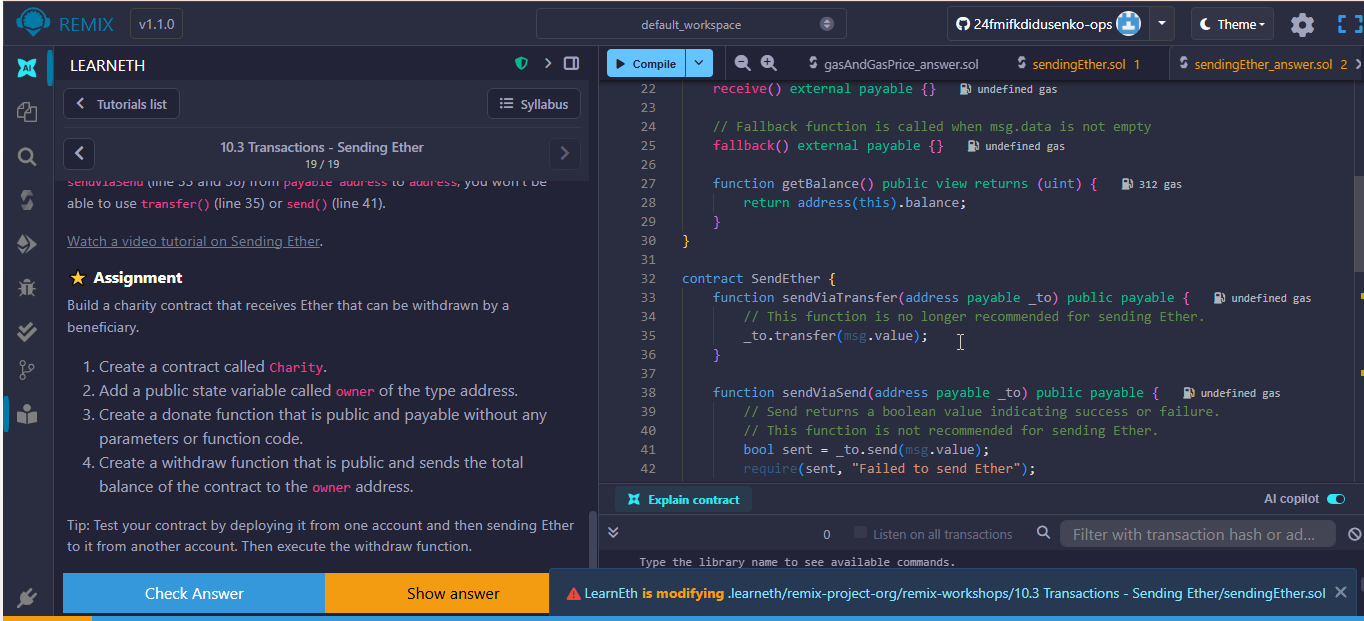 REMIX v1.1.0 default_workspace 24fmifkdidusenko-ops Theme
AI LEARNETH
Tutorials list Syllabus
10.3 Transactions - Sending Ether
19 / 19
sendViaSend (line 33 and 38) from payable address to address, you won't be
able to use transfer() (line 35) or send() (line 41).
Watch a video tutorial on Sending Ether.
Assignment
Build a charity contract that receives Ether that can be withdrawn by a
beneficiary.
1. Create a contract called Charity.
2. Add a public state variable called owner of the type address.
3. Create a donate function that is public and payable without any
parameters or function code.
4. Create a withdraw function that is public and sends the total
balance of the contract to the owner address.
Tip: Test your contract by deploying it from one account and then sending Ether
to it from another account. Then execute the withdraw function.
Check Answer Show answer
Compile gasAndGasPrice_answer.sol sendingEther.sol 1 sendingEther_answer.sol 2
22 receive() external payable {} undefined gas
23
24 // Fallback function is called when msg.data is not empty
25 fallback() external payable {} undefined gas
26
27 function getBalance() public view returns (uint) { 312 gas
28 return address(this).balance;
29 }
30 }
31
32 contract SendEther {
33 function sendViaTransfer(address payable _to) public payable { undefined gas
34 // This function is no longer recommended for sending Ether.
35 _to.transfer(msg.value);
36 }
37
38 function sendViaSend(address payable _to) public payable { undefined gas
39 // Send returns a boolean value indicating success or failure.
40 // This function is not recommended for sending Ether.
41 bool sent = _to.send(msg.value);
42 require(sent, "Failed to send Ether");
Explain contract AI copilot
0 Listen on all transactions Filter with transaction hash or ad...
Type the library name to see available commands.
LearnEth is modifying .learneth/remix-project-org/remix-workshops/10.3 Transactions - Sending Ether/sendingEther.sol